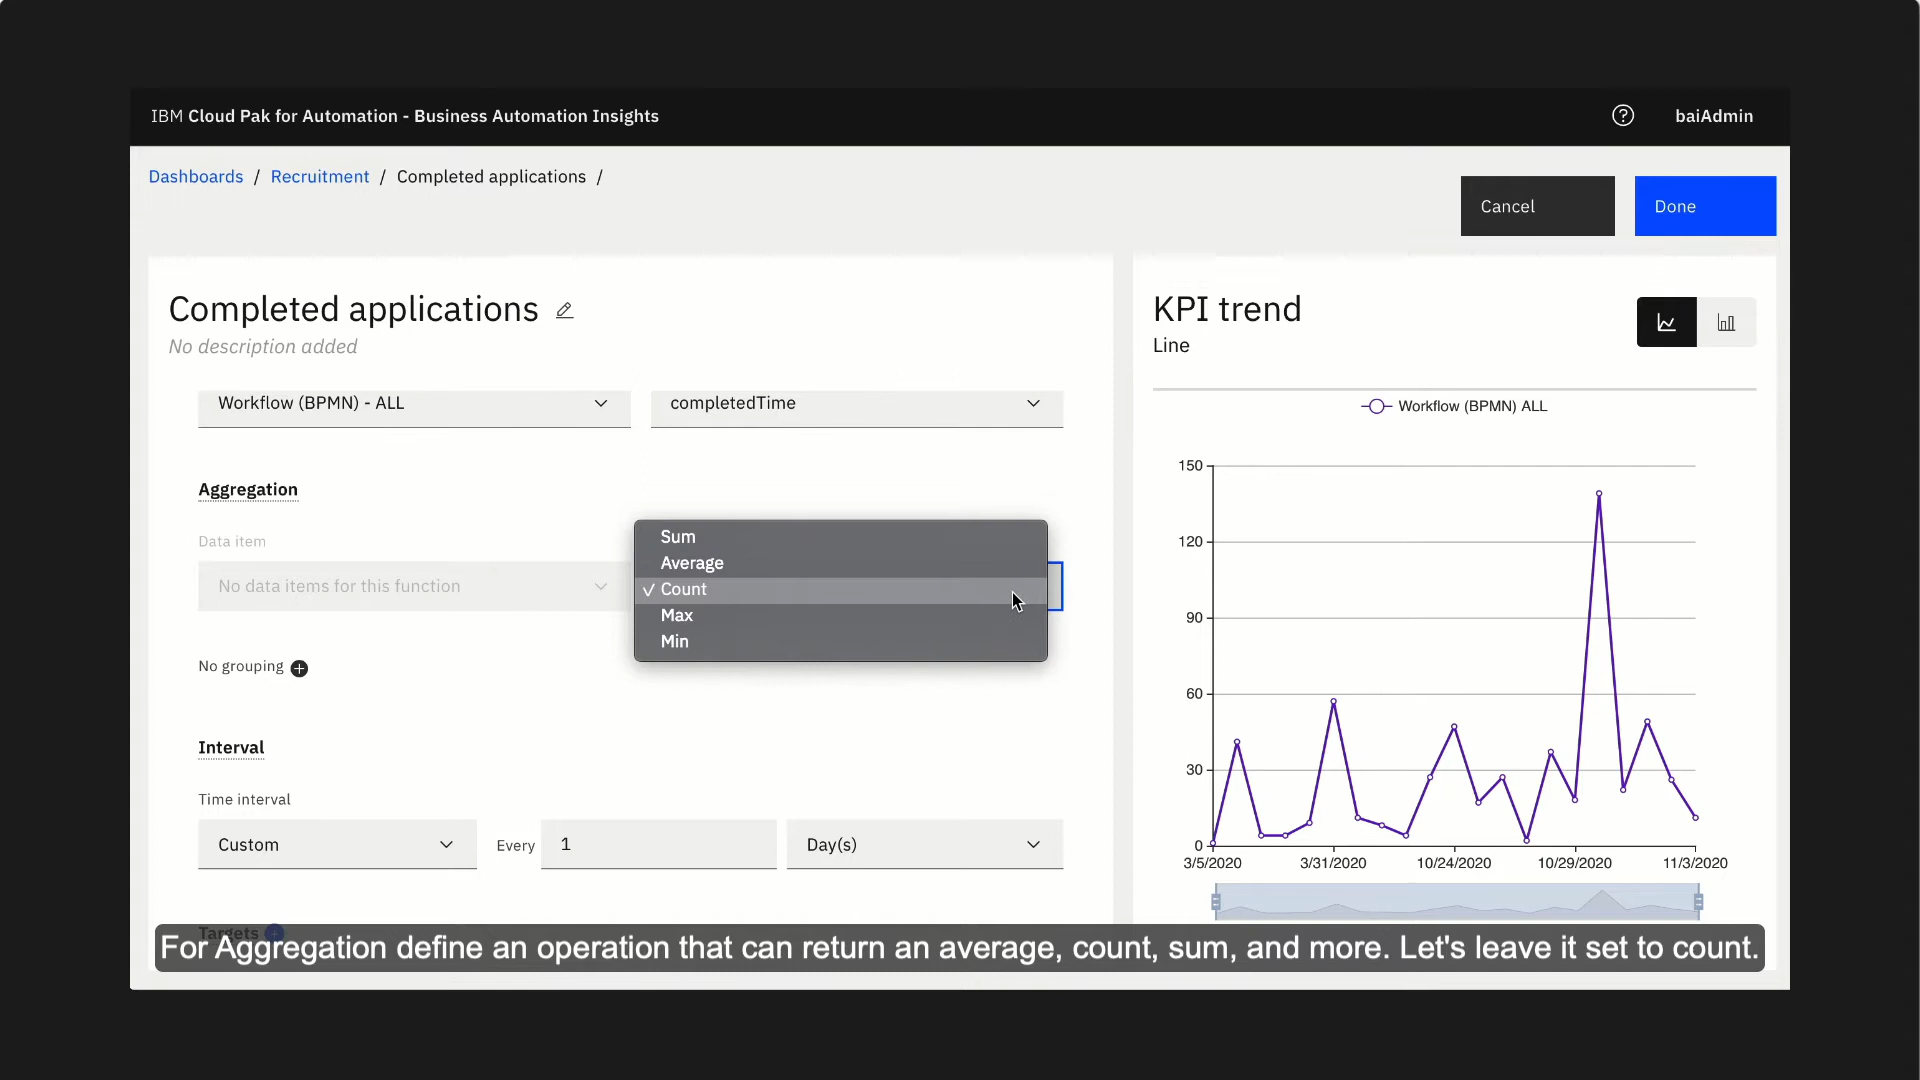 IBM Cloud Pak for Automation - Business Automation Insights
baiAdmin
Dashboards / Recruitment / Completed applications /
Cancel
Done
Completed applications
No description added
Workflow (BPMN) - ALL
completedTime
Aggregation
Data item
No data items for this function
Sum
Average
✓ Count
Max
Min
No grouping
Interval
Time interval
Custom
Every
1
Day(s)
Targets
KPI trend
Line
Workflow (BPMN) ALL
150
120
90
60
30
0
3/5/2020
3/31/2020
10/24/2020
10/29/2020
11/3/2020
For Aggregation define an operation that can return an average, count, sum, and more. Let's leave it set to count.